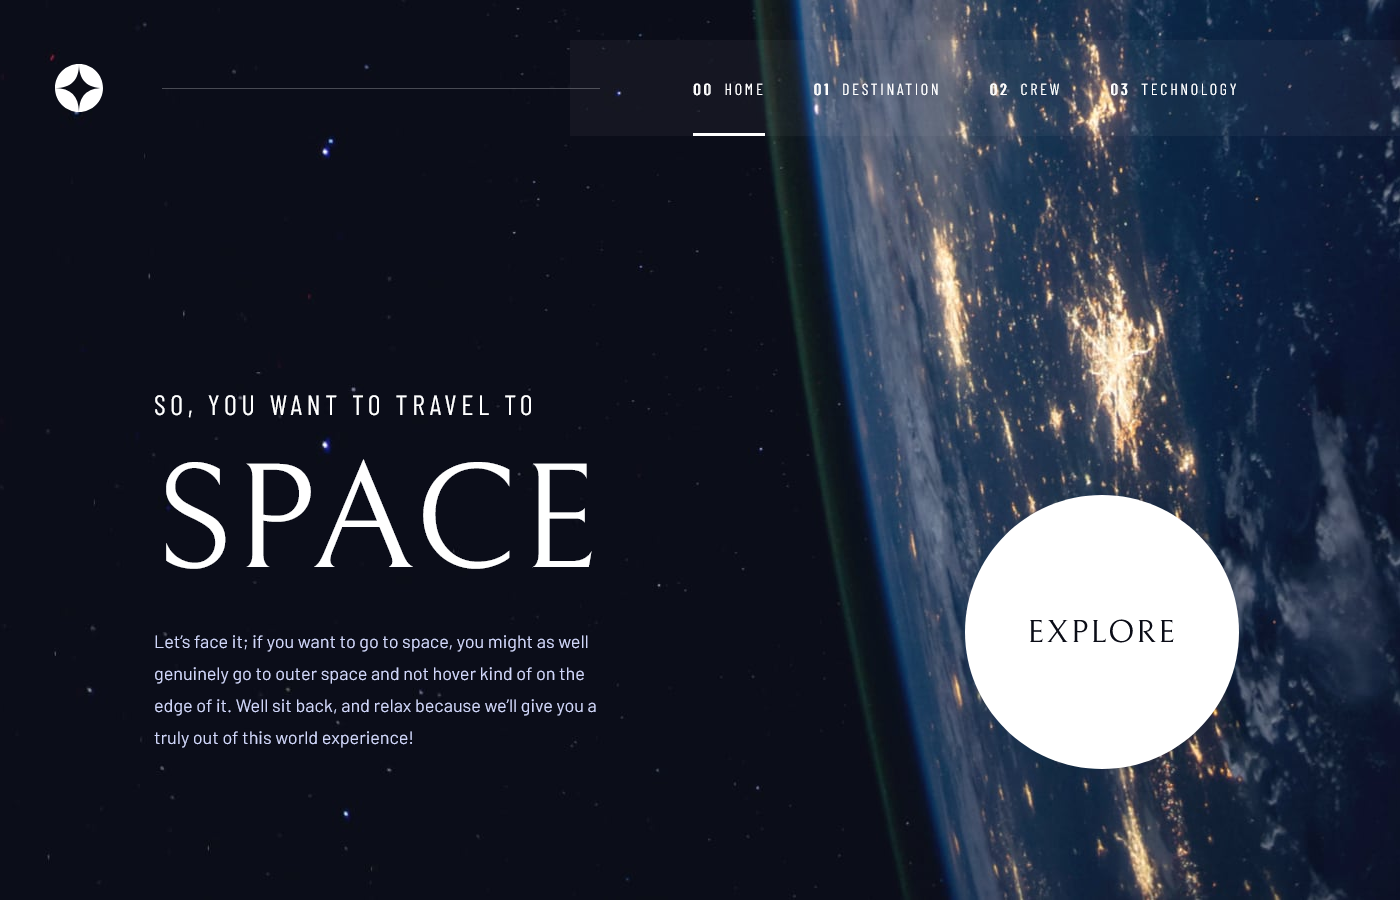 00 HOME 01 DESTINATION 02 CREW 03 TECHNOLOGY
SO, YOU WANT TO TRAVEL TO
SPACE
Let’s face it; if you want to go to space, you might as well
genuinely go to outer space and not hover kind of on the
edge of it. Well sit back, and relax because we’ll give you a
truly out of this world experience!
EXPLORE